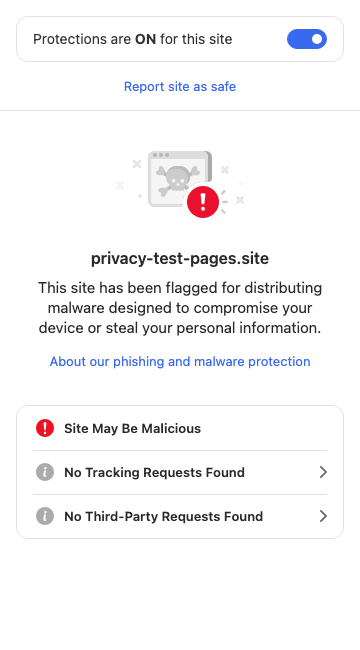 Protections are ON for this site
Report site as safe
privacy-test-pages.site
This site has been flagged for distributing
malware designed to compromise your
device or steal your personal information.
About our phishing and malware protection
Site May Be Malicious
No Tracking Requests Found
No Third-Party Requests Found